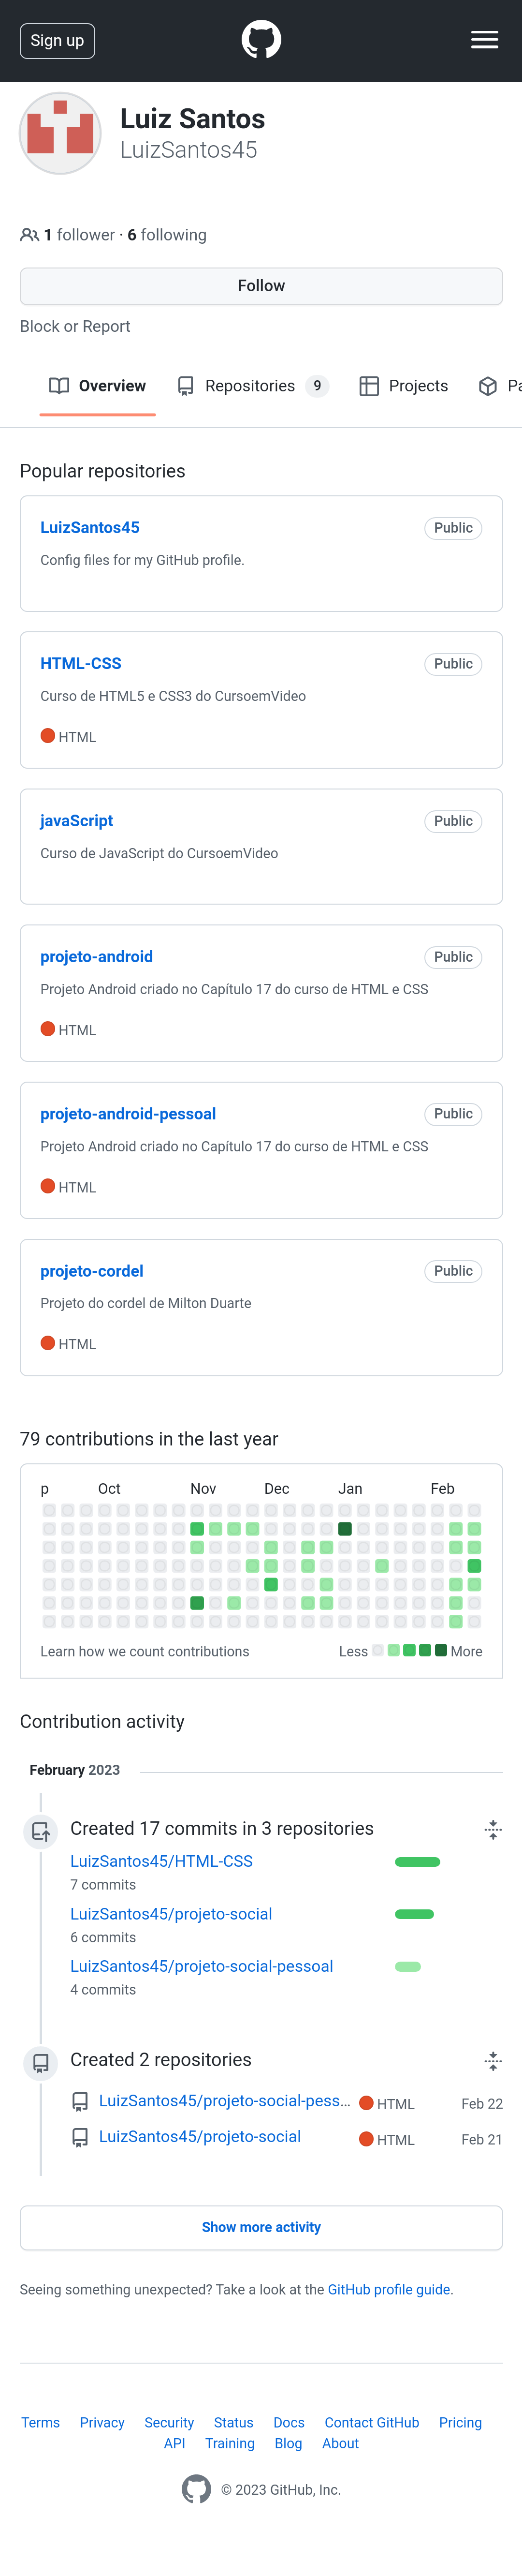 Sign up
Luiz Santos
LuizSantos45
1 follower · 6 following
Follow
Block or Report
Overview Repositories 9 Projects Pa
Popular repositories
LuizSantos45 Public
Config files for my GitHub profile.
HTML-CSS Public
Curso de HTML5 e CSS3 do CursoemVideo
HTML
javaScript Public
Curso de JavaScript do CursoemVideo
projeto-android Public
Projeto Android criado no Capítulo 17 do curso de HTML e CSS
HTML
projeto-android-pessoal Public
Projeto Android criado no Capítulo 17 do curso de HTML e CSS
HTML
projeto-cordel Public
Projeto do cordel de Milton Duarte
HTML
79 contributions in the last year
p Oct Nov Dec Jan Feb
Learn how we count contributions Less More
Contribution activity
February 2023
Created 17 commits in 3 repositories
LuizSantos45/HTML-CSS
7 commits
LuizSantos45/projeto-social
6 commits
LuizSantos45/projeto-social-pessoal
4 commits
Created 2 repositories
LuizSantos45/projeto-social-pess... HTML Feb 22
LuizSantos45/projeto-social HTML Feb 21
Show more activity
Seeing something unexpected? Take a look at the GitHub profile guide.
Terms Privacy Security Status Docs Contact GitHub Pricing
API Training Blog About
© 2023 GitHub, Inc.